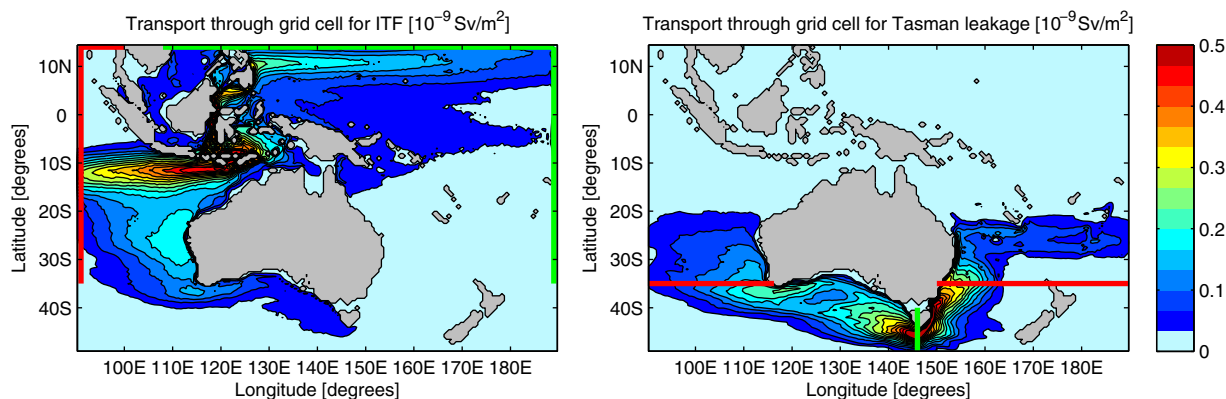 Transport through grid cell for ITF [10⁻⁹ Sv/m²]
10N
0
10S
20S
30S
40S
Latitude [degrees]
100E 110E 120E 130E 140E 150E 160E 170E 180E
Longitude [degrees]
Transport through grid cell for Tasman leakage [10⁻⁹ Sv/m²]
10N
0
10S
20S
30S
40S
Latitude [degrees]
100E 110E 120E 130E 140E 150E 160E 170E 180E
Longitude [degrees]
0.5
0.4
0.3
0.2
0.1
0